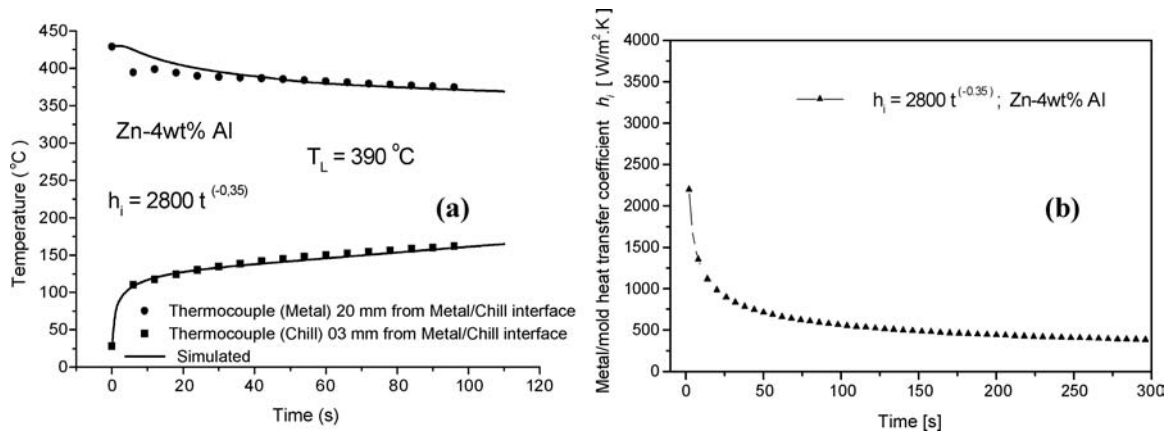 450
400
350
300
250
200
150
100
50
0
Temperature (°C)
Zn-4wt% Al
T_L = 390 °C
h_i = 2800 t^(-0,35)
(a)
Thermocouple (Metal) 20 mm from Metal/Chill interface
Thermocouple (Chill) 03 mm from Metal/Chill interface
Simulated
0 20 40 60 80 100 120
Time (s)
4000
3500
3000
2500
2000
1500
1000
500
0
Metal/mold heat transfer coefficient h_i [ W/m².K ]
h_i = 2800 t^(-0.35) ; Zn-4wt% Al
(b)
0 50 100 150 200 250 300
Time [s]